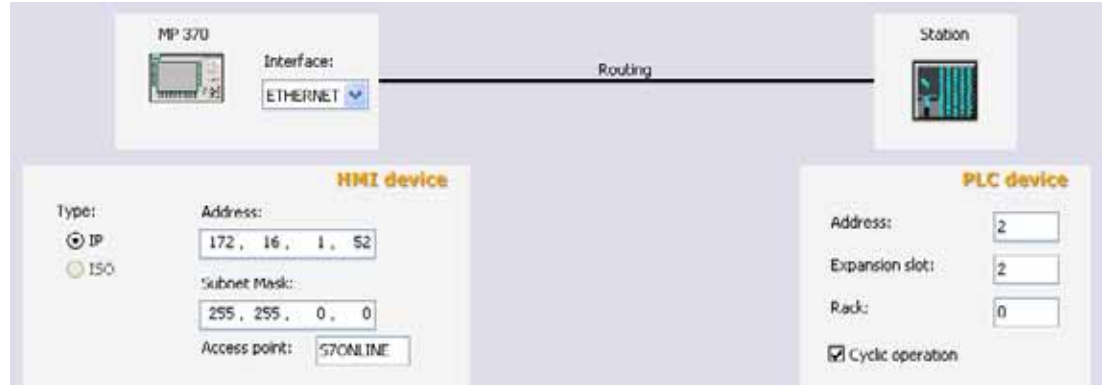 MP 370
Interface:
ETHERNET
Routing
Station
HMI device
Type:
IP
ISO
Address:
172. 16. 1. 52
Subnet Mask:
255. 255. 0. 0
Access point: S7ONLINE
PLC device
Address: 2
Expansion slot: 2
Rack: 0
Cyclic operation